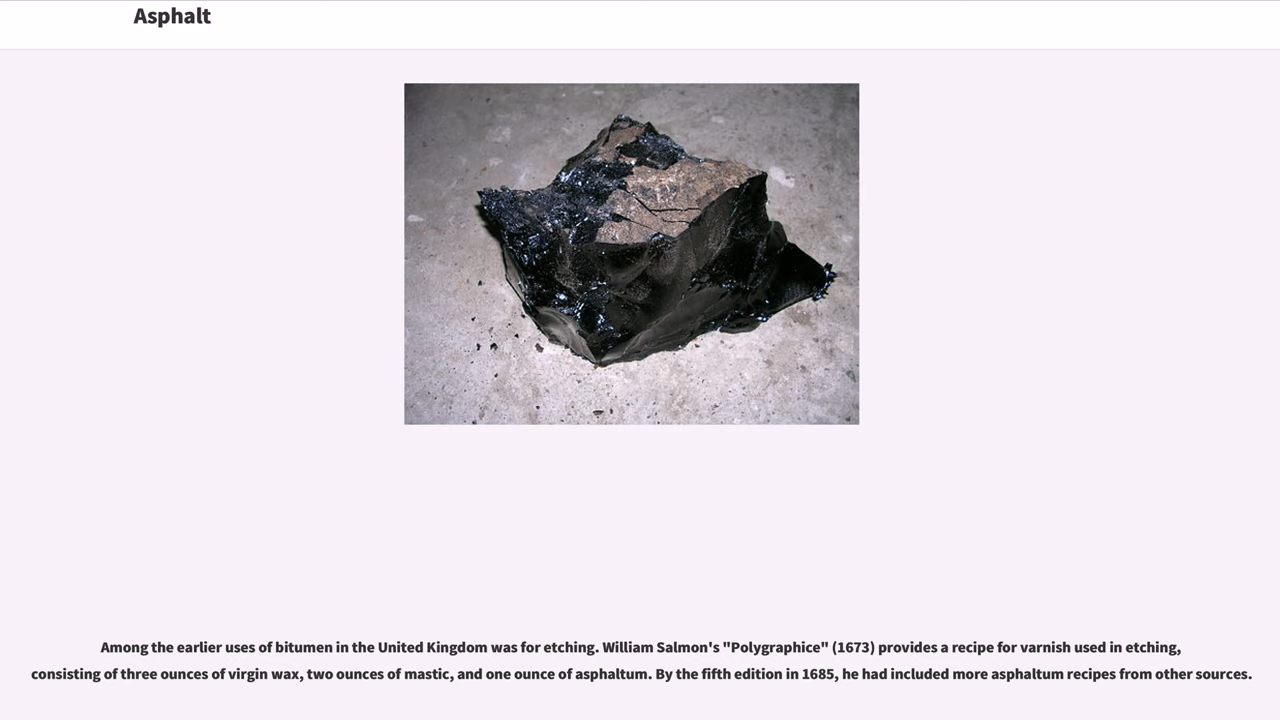 Asphalt
Among the earlier uses of bitumen in the United Kingdom was for etching. William Salmon's "Polygraphice" (1673) provides a recipe for varnish used in etching,
consisting of three ounces of virgin wax, two ounces of mastic, and one ounce of asphaltum. By the fifth edition in 1685, he had included more asphaltum recipes from other sources.